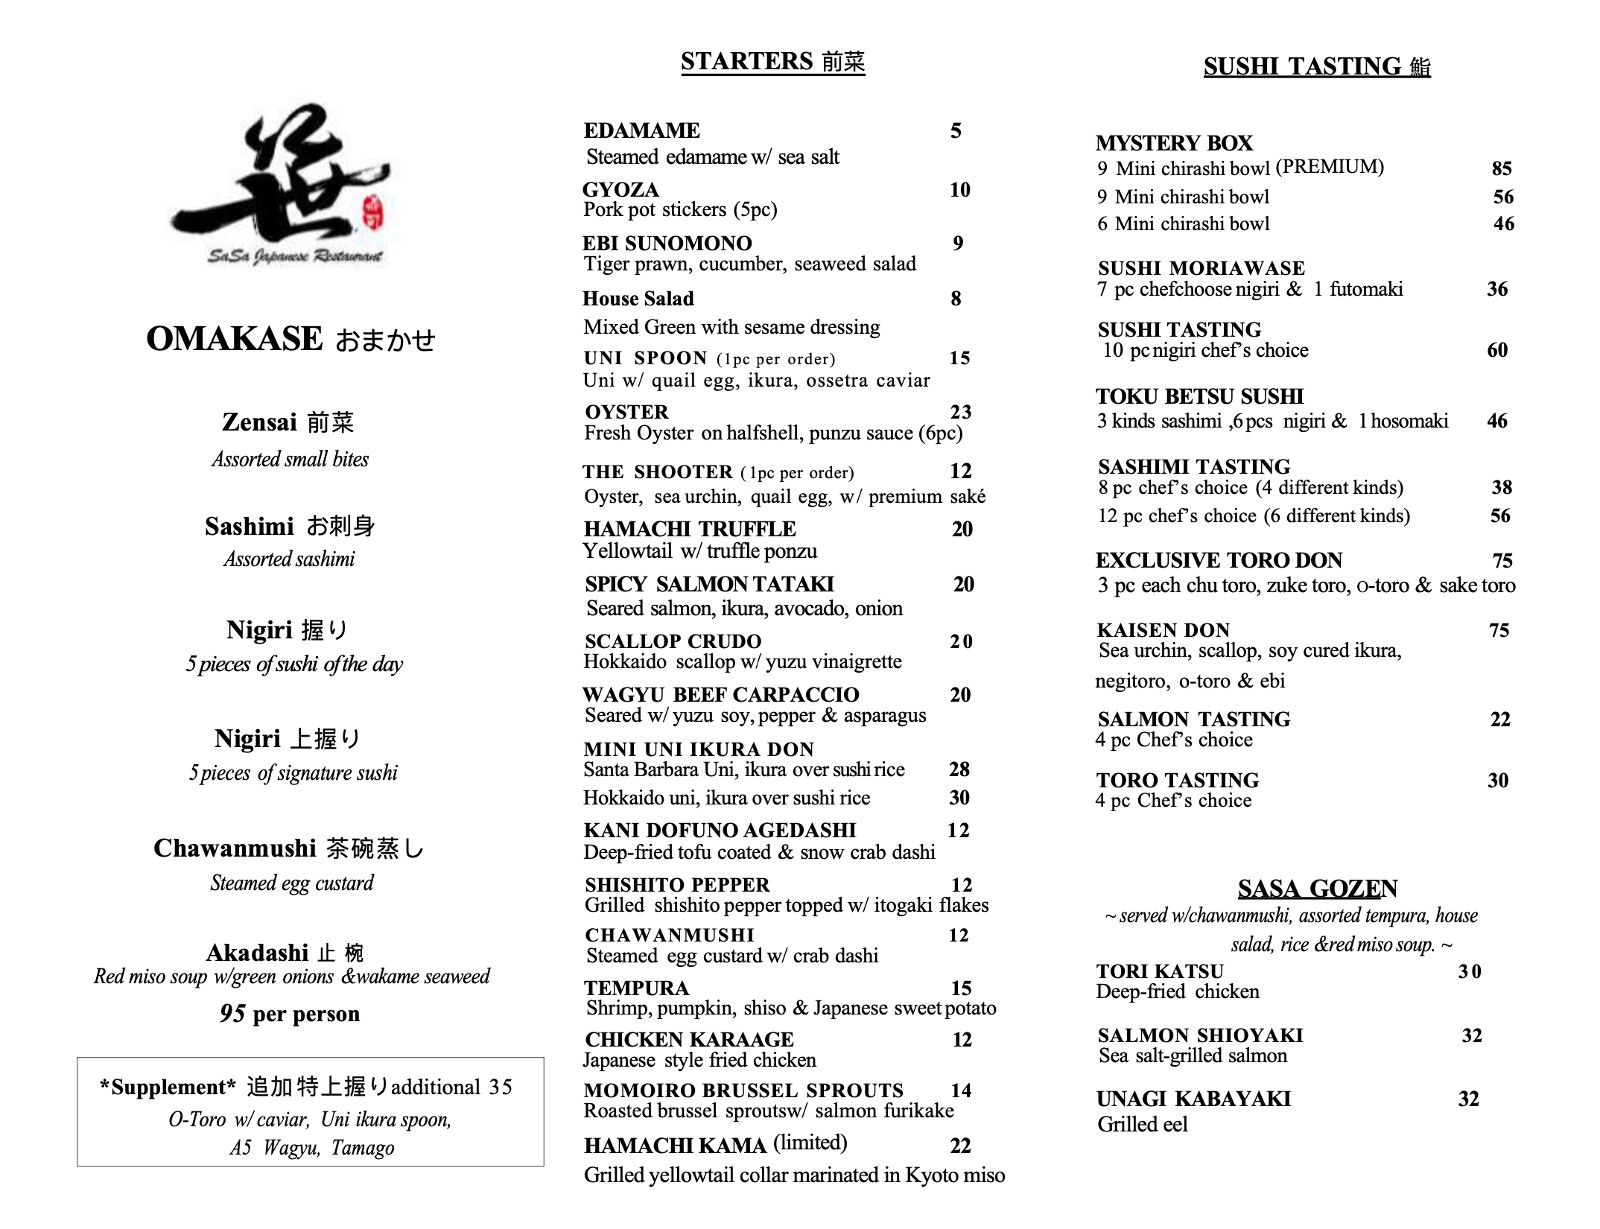 笹
SaSa Japanese Restaurant
OMAKASE おまかせ
Zensai 前菜
Assorted small bites
Sashimi お刺身
Assorted sashimi
Nigiri 握り
5 pieces of sushi of the day
Nigiri 上握り
5 pieces of signature sushi
Chawanmushi 茶碗蒸し
Steamed egg custard
Akadashi 止 椀
Red miso soup w/green onions &wakame seaweed
95 per person
*Supplement* 追加 特上握り additional 35
O-Toro w/ caviar, Uni ikura spoon,
A5 Wagyu, Tamago
STARTERS 前菜
EDAMAME 5
Steamed edamame w/ sea salt
GYOZA 10
Pork pot stickers (5pc)
EBI SUNOMONO 9
Tiger prawn, cucumber, seaweed salad
House Salad 8
Mixed Green with sesame dressing
UNI SPOON (1pc per order) 15
Uni w/ quail egg, ikura, ossetra caviar
OYSTER 23
Fresh Oyster on halfshell, punzu sauce (6pc)
THE SHOOTER (1pc per order) 12
Oyster, sea urchin, quail egg, w/ premium saké
HAMACHI TRUFFLE 20
Yellowtail w/ truffle ponzu
SPICY SALMON TATAKI 20
Seared salmon, ikura, avocado, onion
SCALLOP CRUDO 20
Hokkaido scallop w/ yuzu vinaigrette
WAGYU BEEF CARPACCIO 20
Seared w/ yuzu soy, pepper & asparagus
MINI UNI IKURA DON
Santa Barbara Uni, ikura over sushi rice 28
Hokkaido uni, ikura over sushi rice 30
KANI DOFUNO AGEDASHI 12
Deep-fried tofu coated & snow crab dashi
SHISHITO PEPPER 12
Grilled shishito pepper topped w/ itogaki flakes
CHAWANMUSHI 12
Steamed egg custard w/ crab dashi
TEMPURA 15
Shrimp, pumpkin, shiso & Japanese sweet potato
CHICKEN KARAAGE 12
Japanese style fried chicken
MOMOIRO BRUSSEL SPROUTS 14
Roasted brussel sproutsw/ salmon furikake
HAMACHI KAMA (limited) 22
Grilled yellowtail collar marinated in Kyoto miso
SUSHI TASTING 鮨
MYSTERY BOX
9 Mini chirashi bowl (PREMIUM) 85
9 Mini chirashi bowl 56
6 Mini chirashi bowl 46
SUSHI MORIAWASE
7 pc chefchoose nigiri & 1 futomaki 36
SUSHI TASTING
10 pc nigiri chef's choice 60
TOKU BETSU SUSHI
3 kinds sashimi ,6 pcs nigiri & 1 hosomaki 46
SASHIMI TASTING
8 pc chef's choice (4 different kinds) 38
12 pc chef's choice (6 different kinds) 56
EXCLUSIVE TORO DON 75
3 pc each chu toro, zuke toro, O-toro & sake toro
KAISEN DON 75
Sea urchin, scallop, soy cured ikura,
negitoro, o-toro & ebi
SALMON TASTING 22
4 pc Chef's choice
TORO TASTING 30
4 pc Chef's choice
SASA GOZEN
~ served w/chawanmushi, assorted tempura, house
salad, rice &red miso soup. ~
TORI KATSU 30
Deep-fried chicken
SALMON SHIOYAKI 32
Sea salt-grilled salmon
UNAGI KABAYAKI 32
Grilled eel